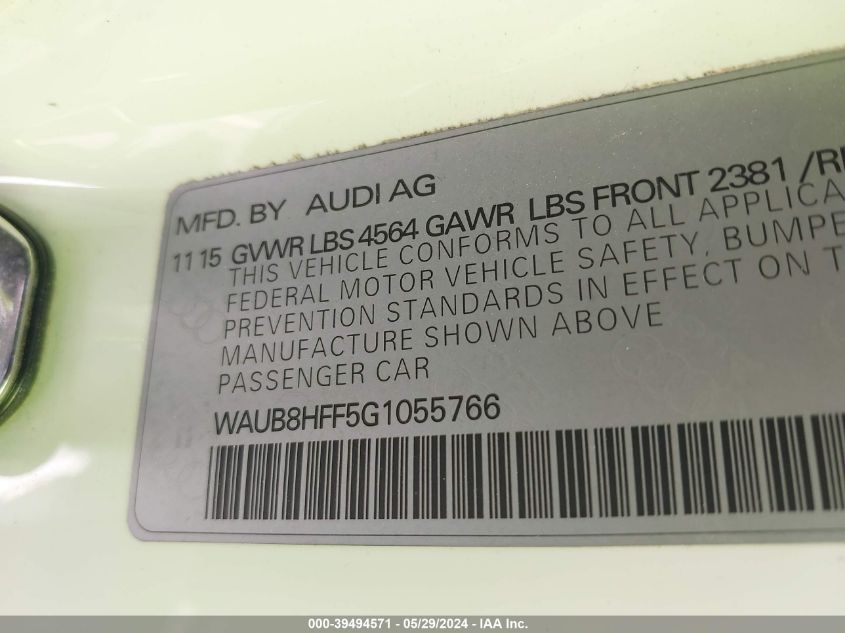 MFD. BY AUDI AG
11 15 GVWR LBS 4564 GAWR LBS FRONT 2381 /R
THIS VEHICLE CONFORMS TO ALL APPLICA
FEDERAL MOTOR VEHICLE SAFETY, BUMPE
PREVENTION STANDARDS IN EFFECT ON T
MANUFACTURE SHOWN ABOVE
PASSENGER CAR
WAUB8HFF5G1055766
000-39494571 - 05/29/2024 - IAA Inc.